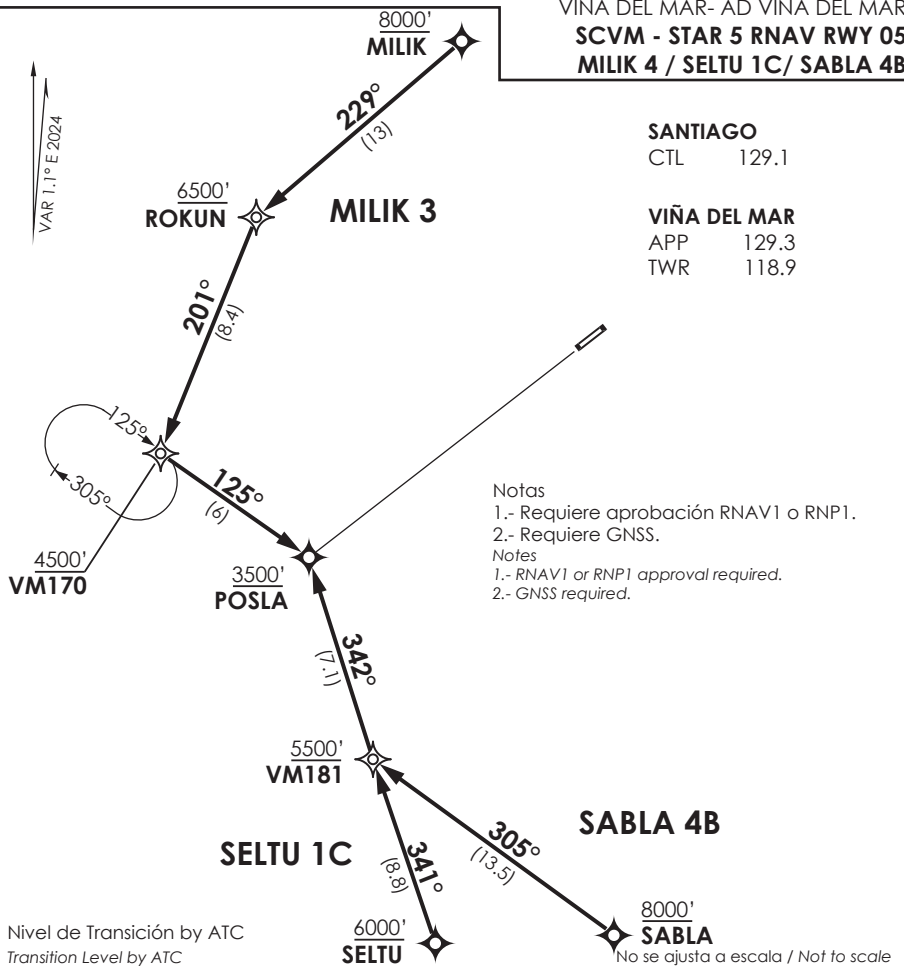 VIÑA DEL MAR- AD VIÑA DEL MAR
SCVM - STAR 5 RNAV RWY 05
MILIK 4 / SELTU 1C/ SABLA 4B
8000'
MILIK
VAR 1.1° E 2024
229°
(13)
SANTIAGO
CTL 129.1
VIÑA DEL MAR
APP 129.3
TWR 118.9
6500'
ROKUN
MILIK 3
201°
(8.4)
125°
305°
125°
(6)
4500'
VM170
3500'
POSLA
Notas
1.- Requiere aprobación RNAV1 o RNP1.
2.- Requiere GNSS.
Notes
1.- RNAV1 or RNP1 approval required.
2.- GNSS required.
342°
(7.1)
5500'
VM181
SELTU 1C
341°
(8.8)
305°
(13.5)
SABLA 4B
6000'
SELTU
8000'
SABLA
Nivel de Transición by ATC
Transition Level by ATC
No se ajusta a escala / Not to scale